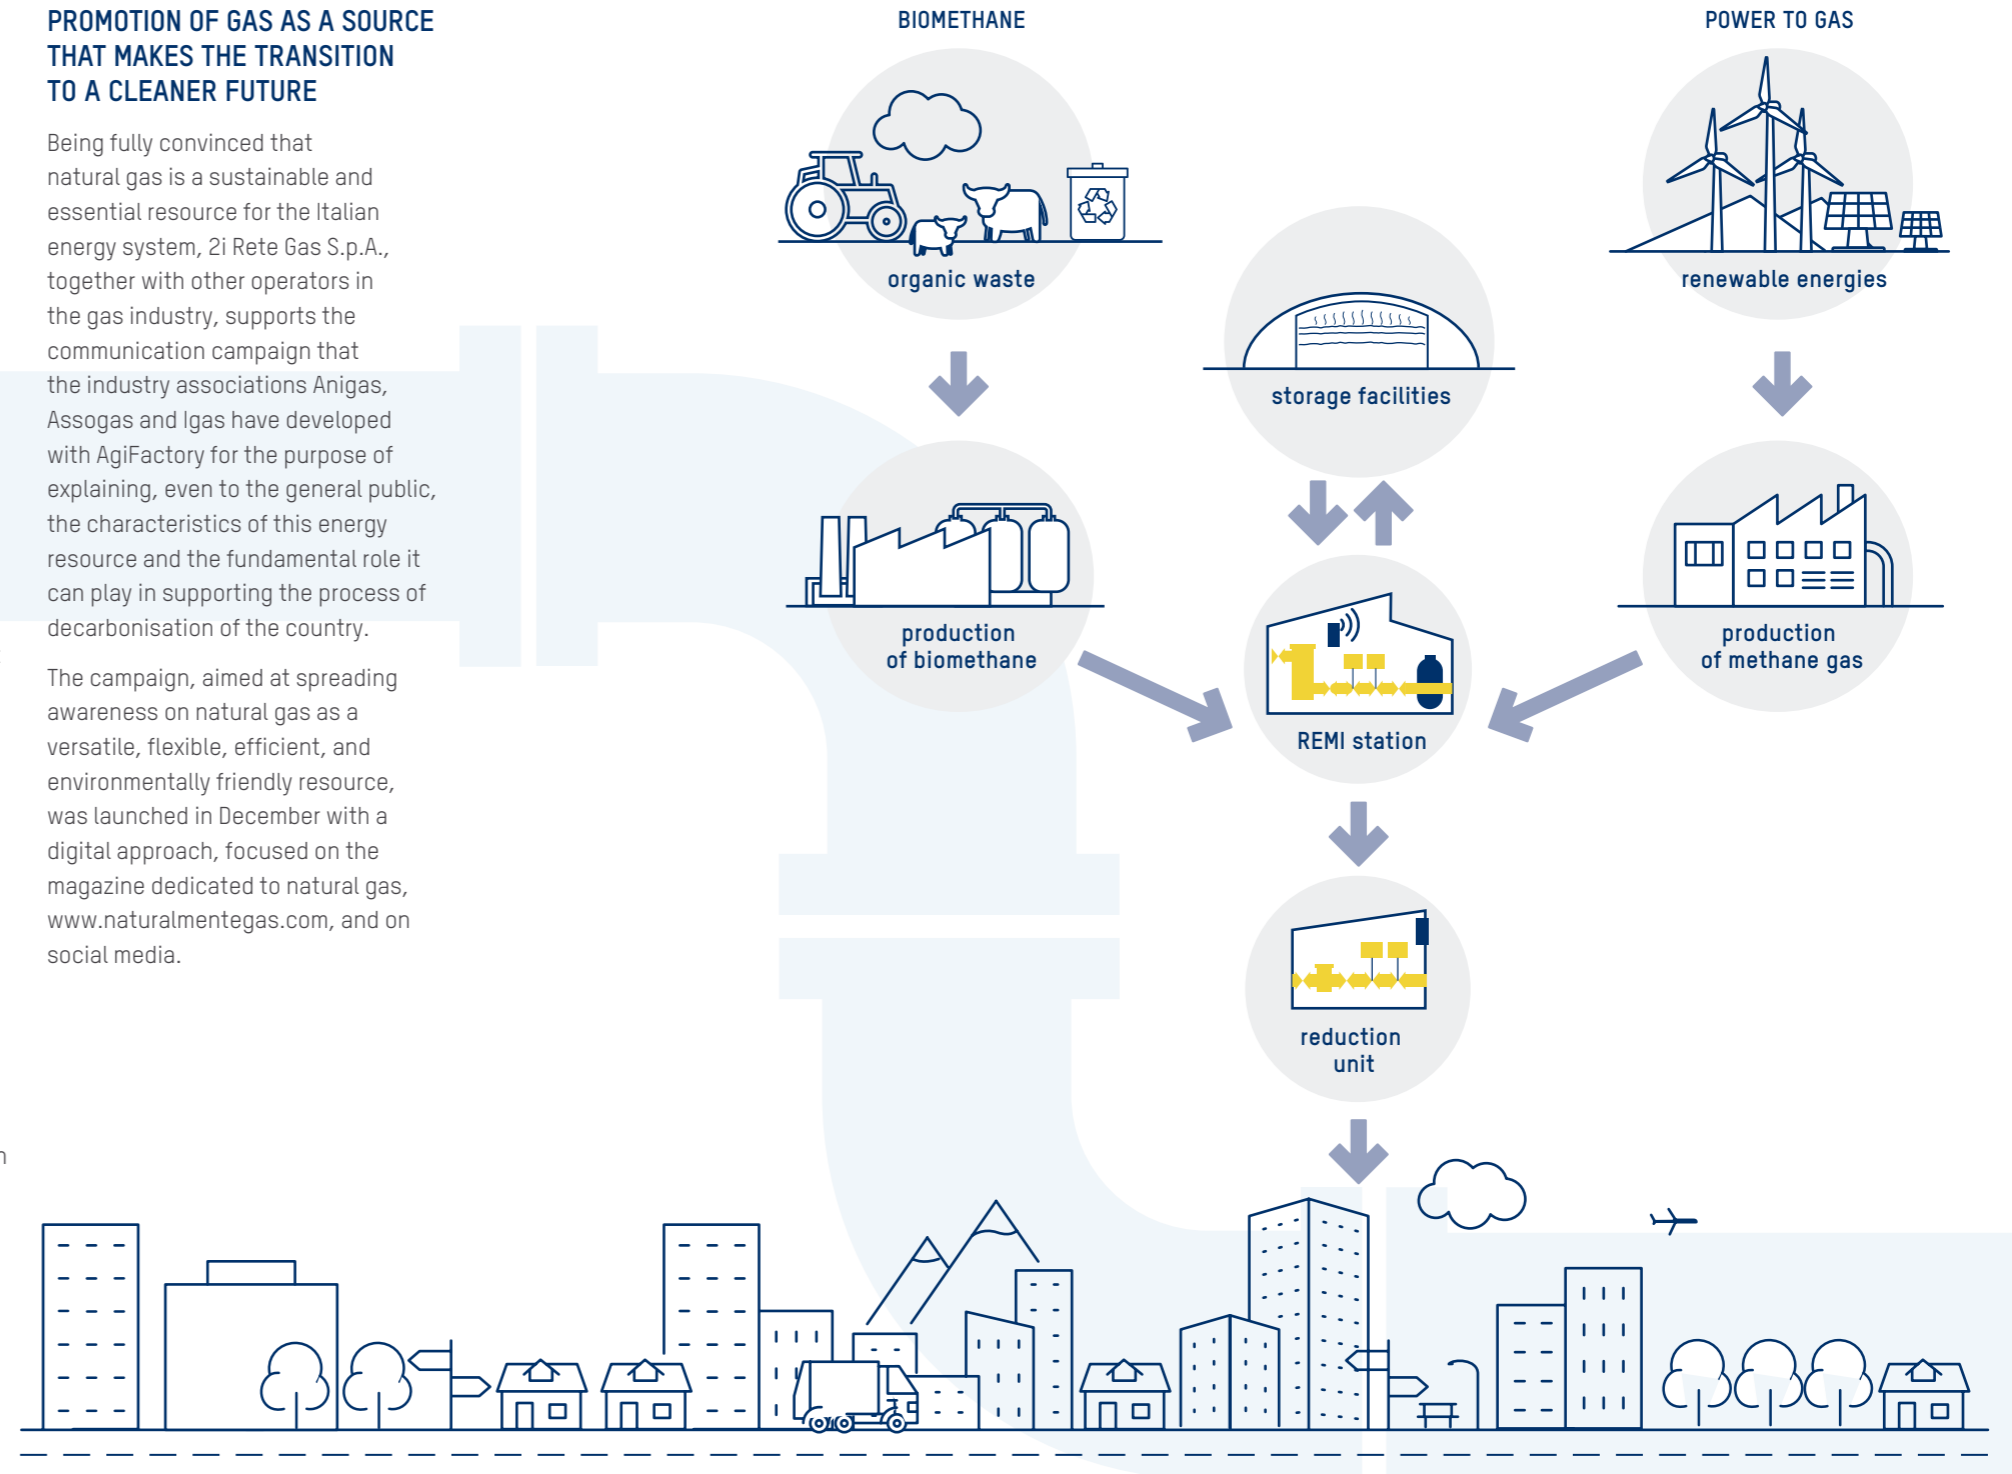 PROMOTION OF GAS AS A SOURCE
THAT MAKES THE TRANSITION
TO A CLEANER FUTURE
Being fully convinced that
natural gas is a sustainable and
essential resource for the Italian
energy system, 2i Rete Gas S.p.A.,
together with other operators in
the gas industry, supports the
communication campaign that
the industry associations Anigas,
Assogas and Igas have developed
with AgiFactory for the purpose of
explaining, even to the general public,
the characteristics of this energy
resource and the fundamental role it
can play in supporting the process of
decarbonisation of the country.
The campaign, aimed at spreading
awareness on natural gas as a
versatile, flexible, efficient, and
environmentally friendly resource,
was launched in December with a
digital approach, focused on the
magazine dedicated to natural gas,
www.naturalmentegas.com, and on
social media.
BIOMETHANE
organic waste
production
of biomethane
storage facilities
REMI station
reduction
unit
POWER TO GAS
renewable energies
production
of methane gas